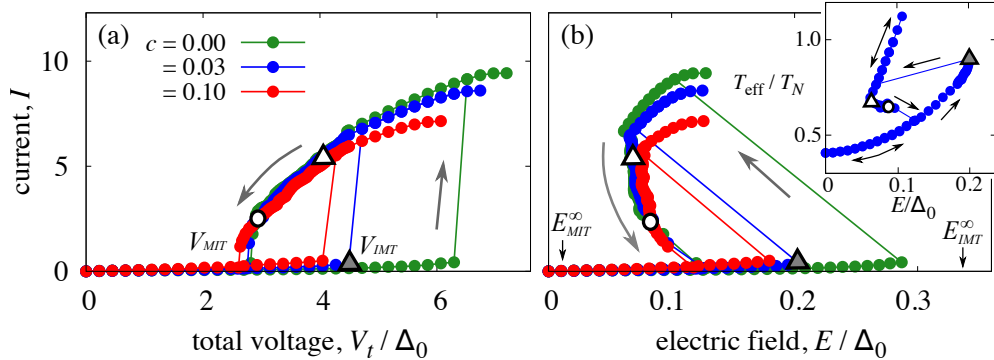 (a)
c = 0.00
= 0.03
= 0.10
current, I
10
5
0
V_MIT
V_IMT
0 2 4 6
total voltage, V_t / Δ_0
(b)
T_eff / T_N
E^∞_MIT
E^∞_IMT
0 0.1 0.2 0.3
electric field, E / Δ_0
1.0
0.5
0 0.1 0.2
E/Δ_0